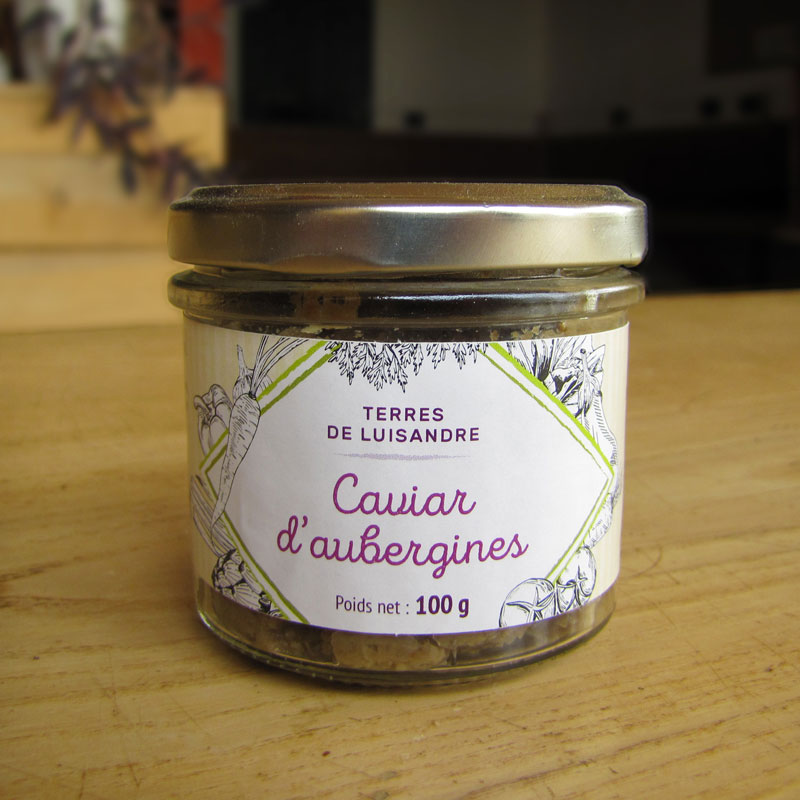 TERRES
DE LUISANDRE
Caviar
d'aubergines
Poids net : 100 g